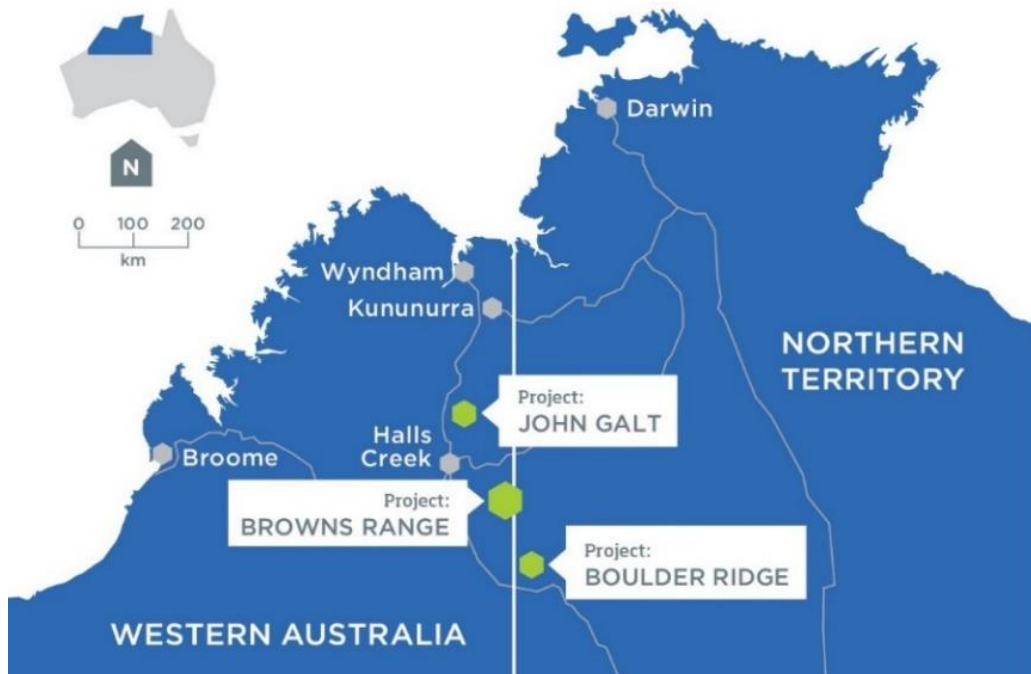 N
0 100 200
km
Darwin
Wyndham
Kununurra
NORTHERN
TERRITORY
Project:
JOHN GALT
Halls
Creek
Broome
Project:
BROWNS RANGE
Project:
BOULDER RIDGE
WESTERN AUSTRALIA